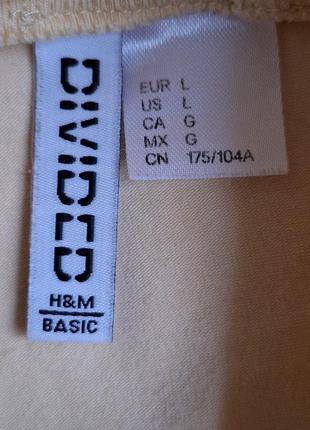 DIVIDED
H&M
BASIC
EUR L
US L
CA G
MX G
CN 175/104A